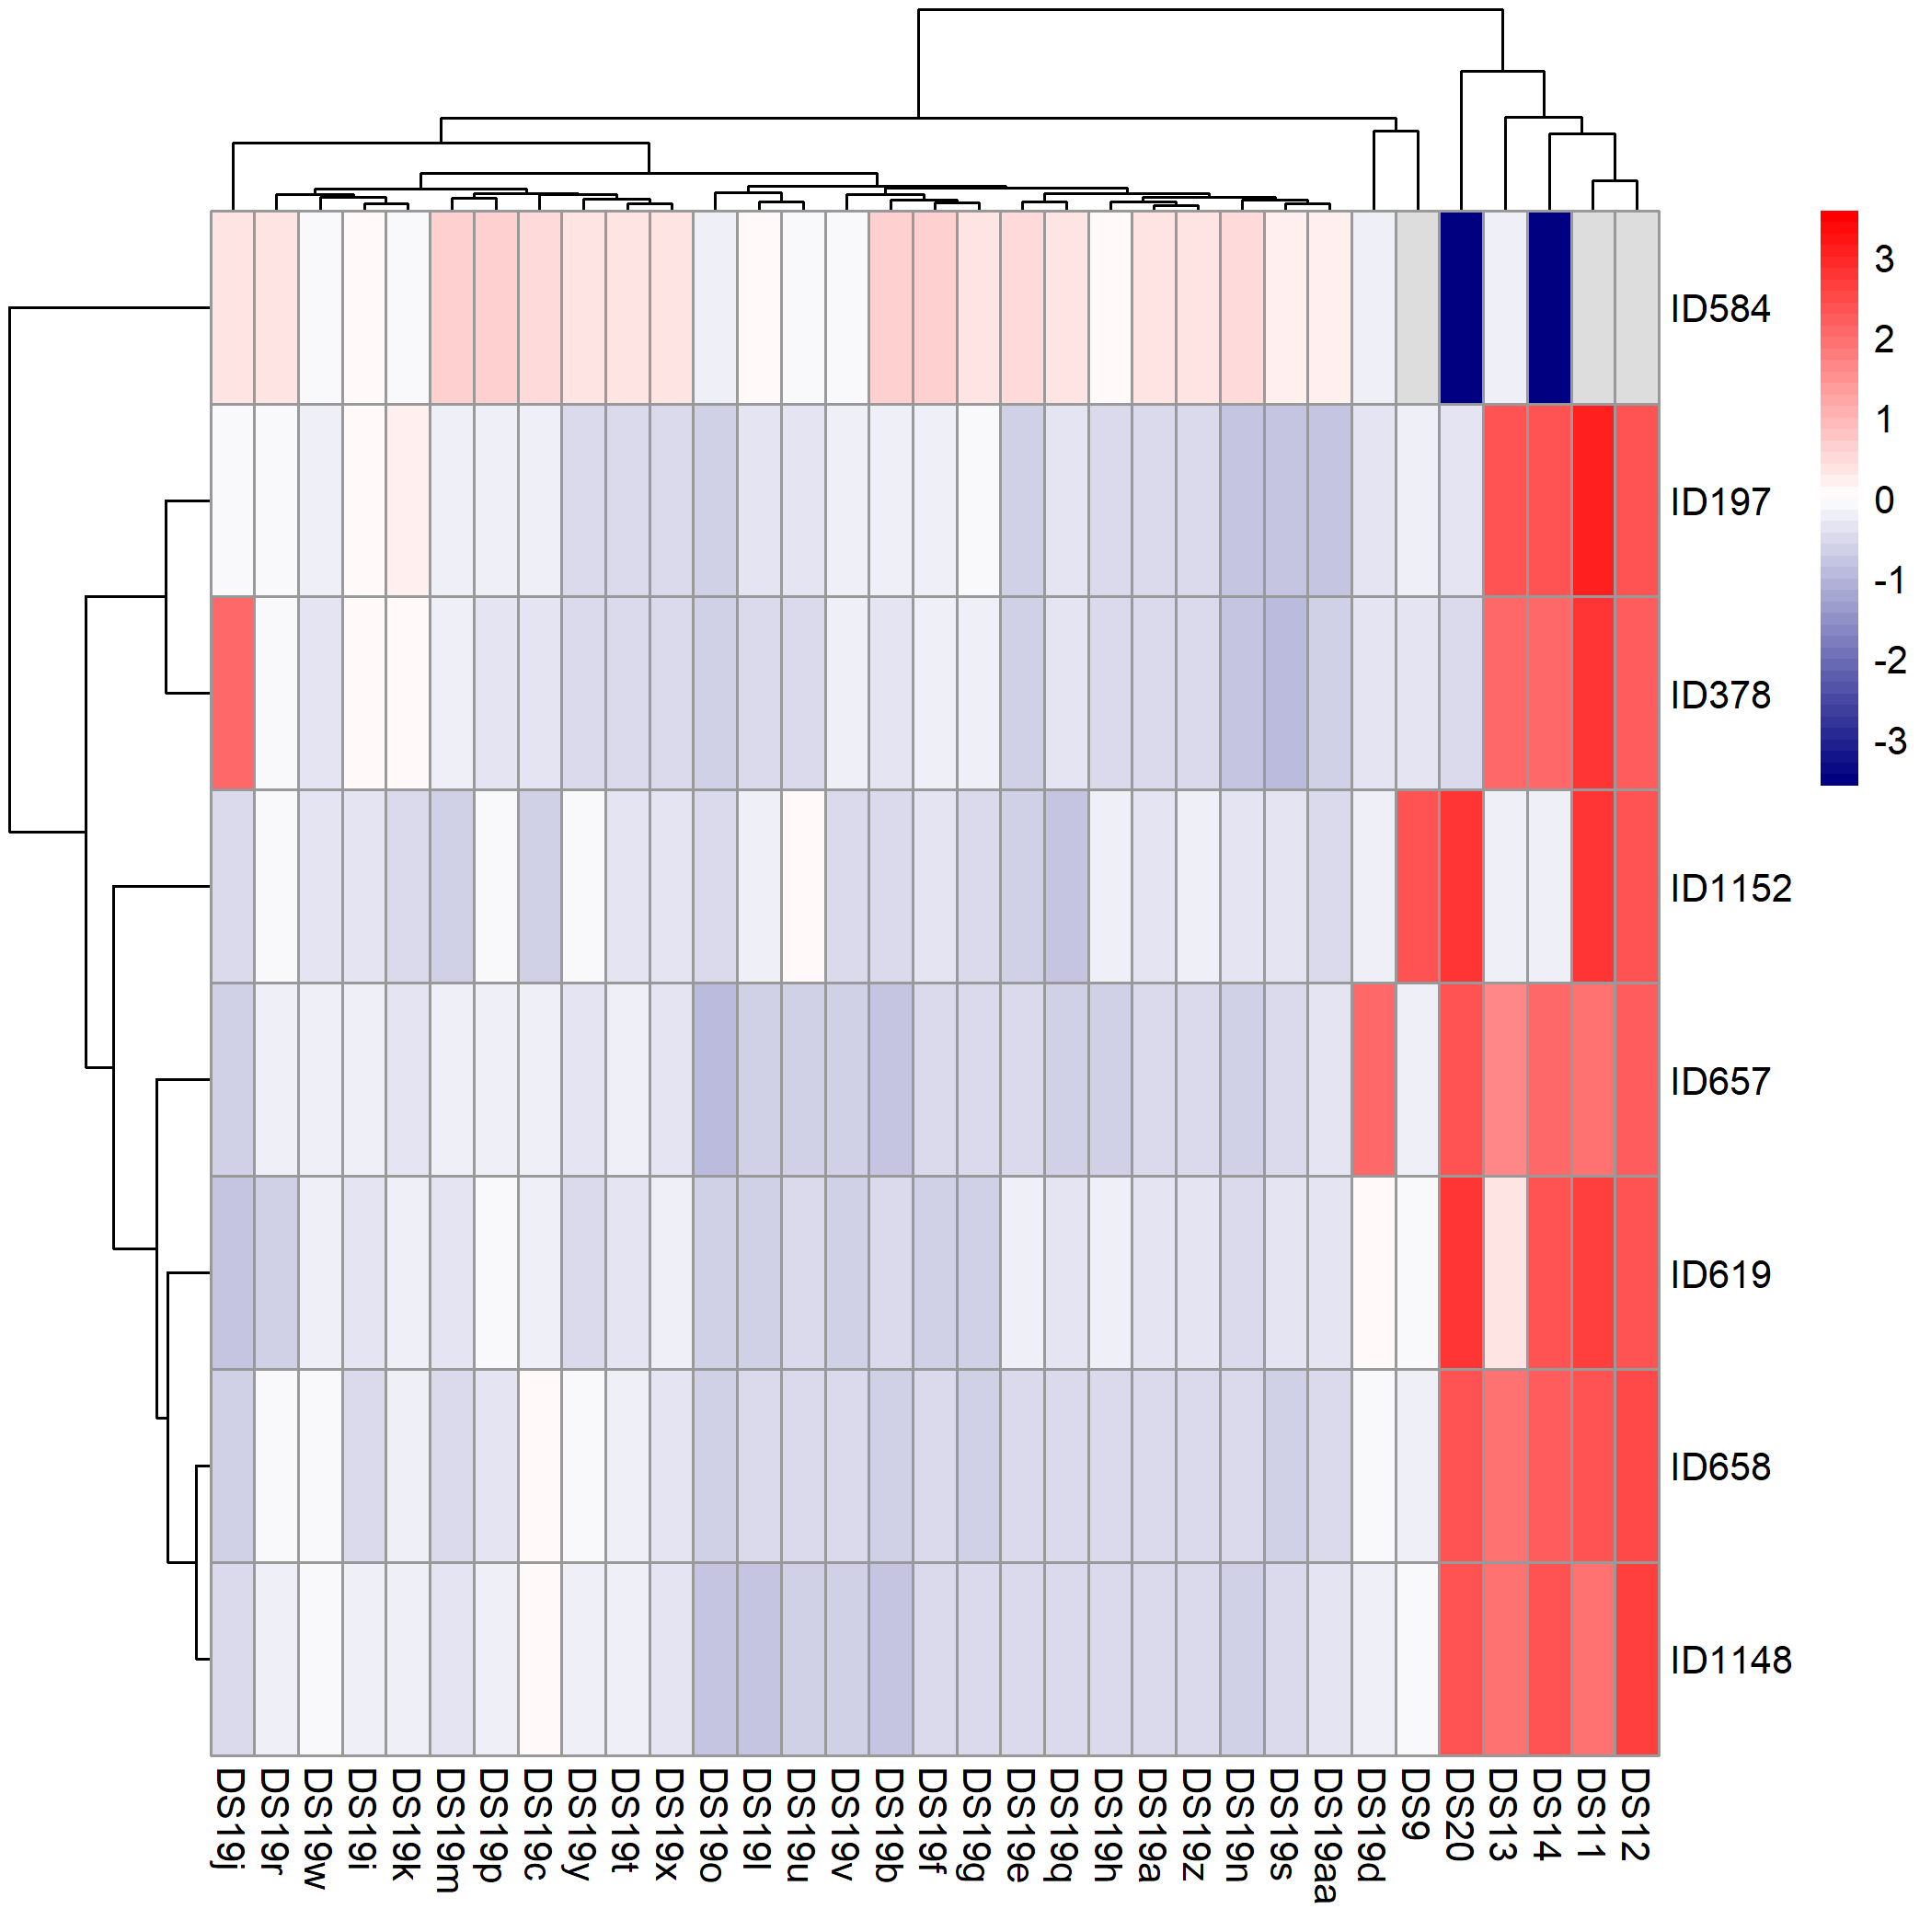 3
2
1
0
-1
-2
-3
ID584
ID197
ID378
ID1152
ID657
ID619
ID658
ID1148
DS19j
DS19r
DS19w
DS19i
DS19k
DS19m
DS19p
DS19c
DS19y
DS19t
DS19x
DS19o
DS19l
DS19u
DS19v
DS19b
DS19f
DS19g
DS19e
DS19q
DS19h
DS19a
DS19z
DS19n
DS19s
DS19aa
DS19d
DS9
DS20
DS13
DS14
DS11
DS12